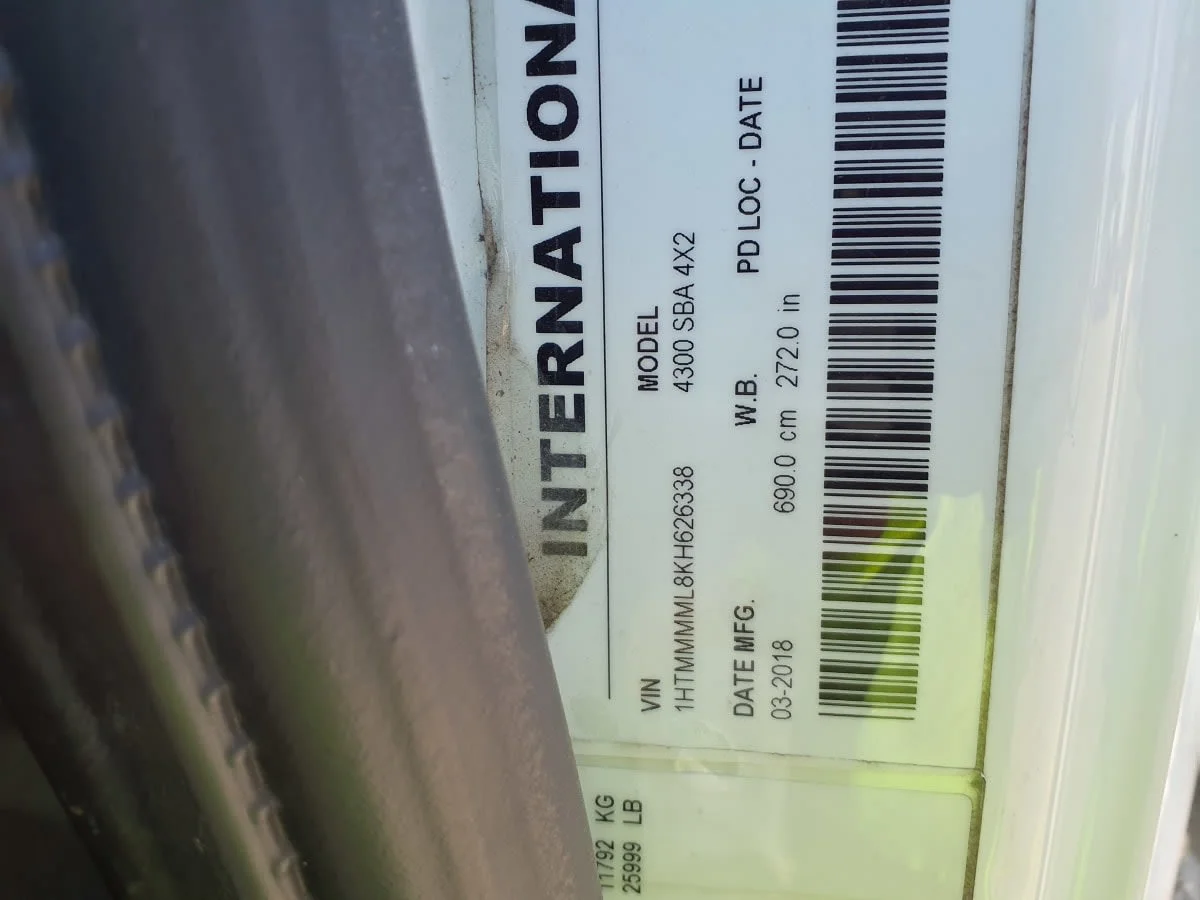 INTERNATIONA
VIN MODEL
1HTMMMML8KH626338 4300 SBA 4X2
DATE MFG. W.B. PD LOC - DATE
03-2018 690.0 cm 272.0 in
11792 KG
25999 LB